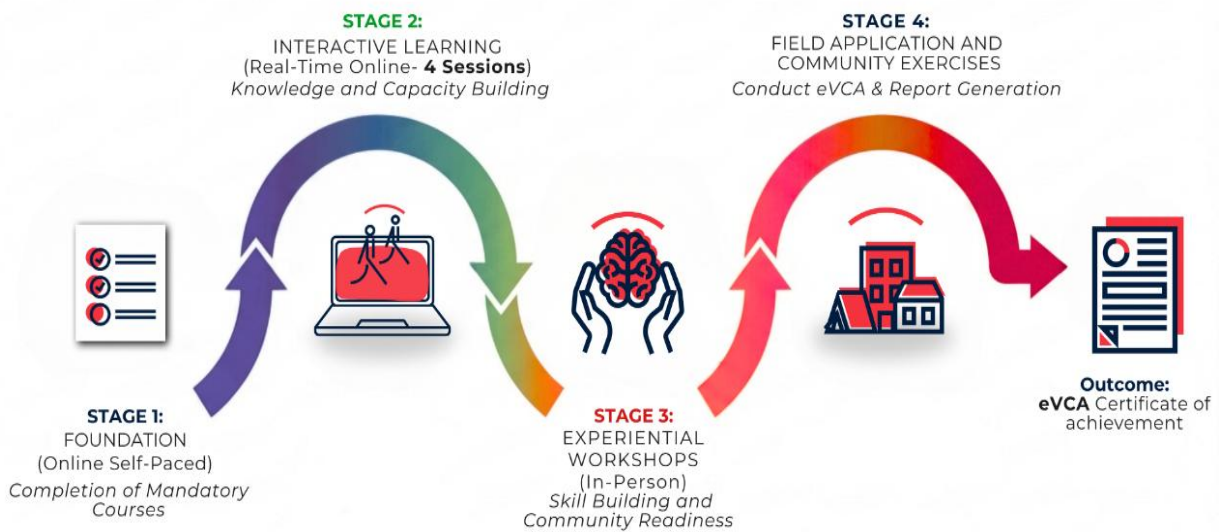 STAGE 1:
FOUNDATION
(Online Self-Paced)
Completion of Mandatory
Courses
STAGE 2:
INTERACTIVE LEARNING
(Real-Time Online- 4 Sessions)
Knowledge and Capacity Building
STAGE 3:
EXPERIENTIAL
WORKSHOPS
(In-Person)
Skill Building and
Community Readiness
STAGE 4:
FIELD APPLICATION AND
COMMUNITY EXERCISES
Conduct eVCA & Report Generation
Outcome:
eVCA Certificate of
achievement